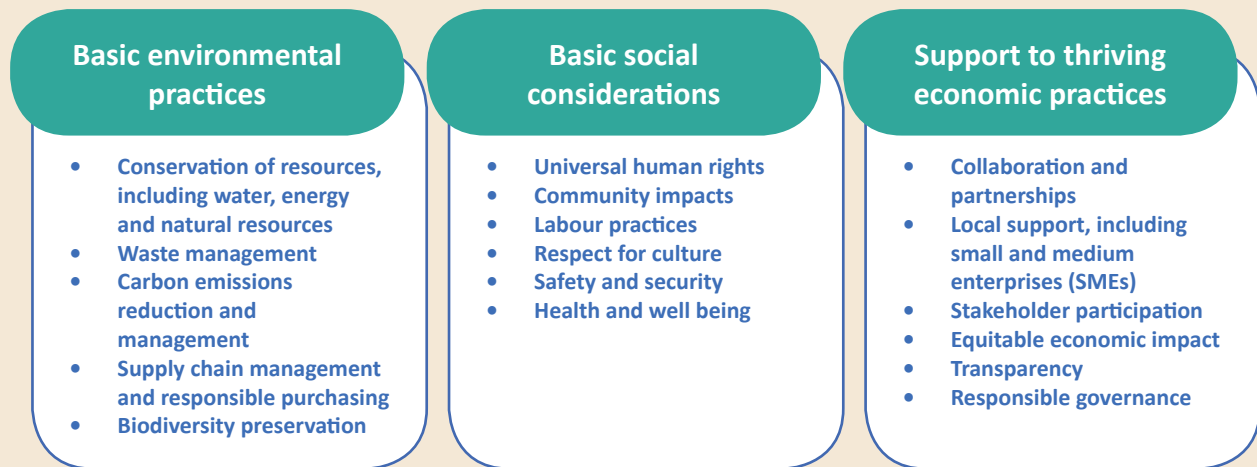 Basic environmental
practices
• Conservation of resources,
including water, energy
and natural resources
• Waste management
• Carbon emissions
reduction and
management
• Supply chain management
and responsible purchasing
• Biodiversity preservation
Basic social
considerations
• Universal human rights
• Community impacts
• Labour practices
• Respect for culture
• Safety and security
• Health and well being
Support to thriving
economic practices
• Collaboration and
partnerships
• Local support, including
small and medium
enterprises (SMEs)
• Stakeholder participation
• Equitable economic impact
• Transparency
• Responsible governance